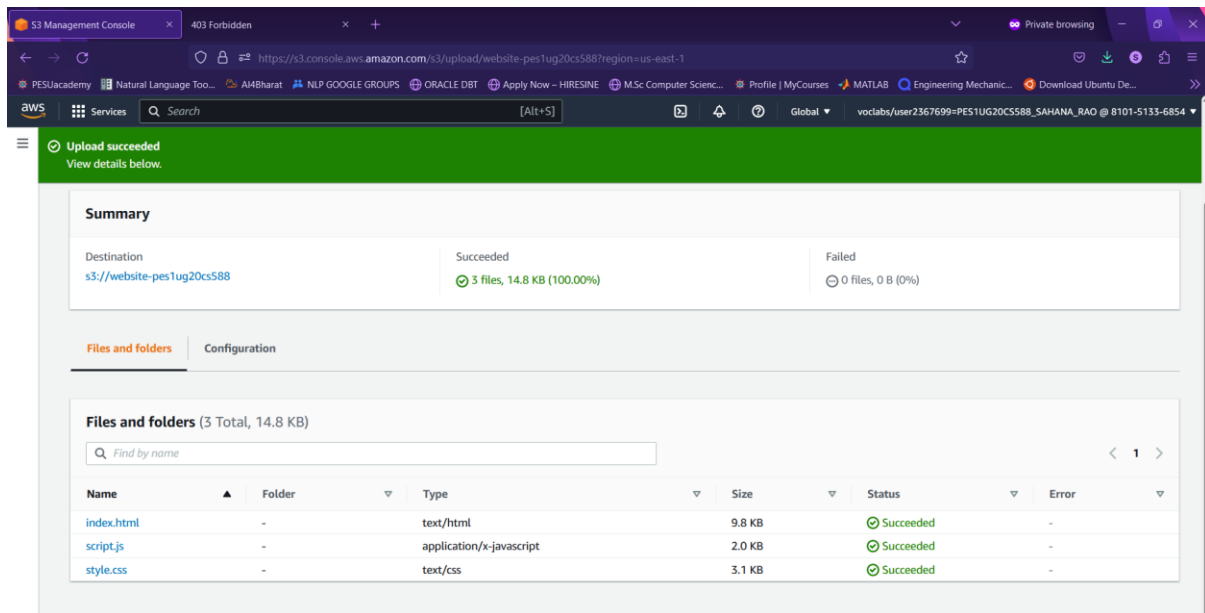 S3 Management Console
403 Forbidden
Private browsing
https://s3.console.aws.amazon.com/s3/upload/website-pes1ug20cs588?region=us-east-1
PESUacademy Natural Language Too... AI4Bharat NLP GOOGLE GROUPS ORACLE DBT Apply Now – HIRESINE M.Sc Computer Scienc... Profile | MyCourses MATLAB Engineering Mechanic... Download Ubuntu De...
aws Services Search [Alt+S] Global voclabs/user2367699=PES1UG20CS588_SAHANA_RAO @ 8101-5133-6854
Upload succeeded
View details below.
Summary
Destination Succeeded Failed
s3://website-pes1ug20cs588 3 files, 14.8 KB (100.00%) 0 files, 0 B (0%)
Files and folders Configuration
Files and folders (3 Total, 14.8 KB)
Find by name 1
Name Folder Type Size Status Error
index.html - text/html 9.8 KB Succeeded -
script.js - application/x-javascript 2.0 KB Succeeded -
style.css - text/css 3.1 KB Succeeded -